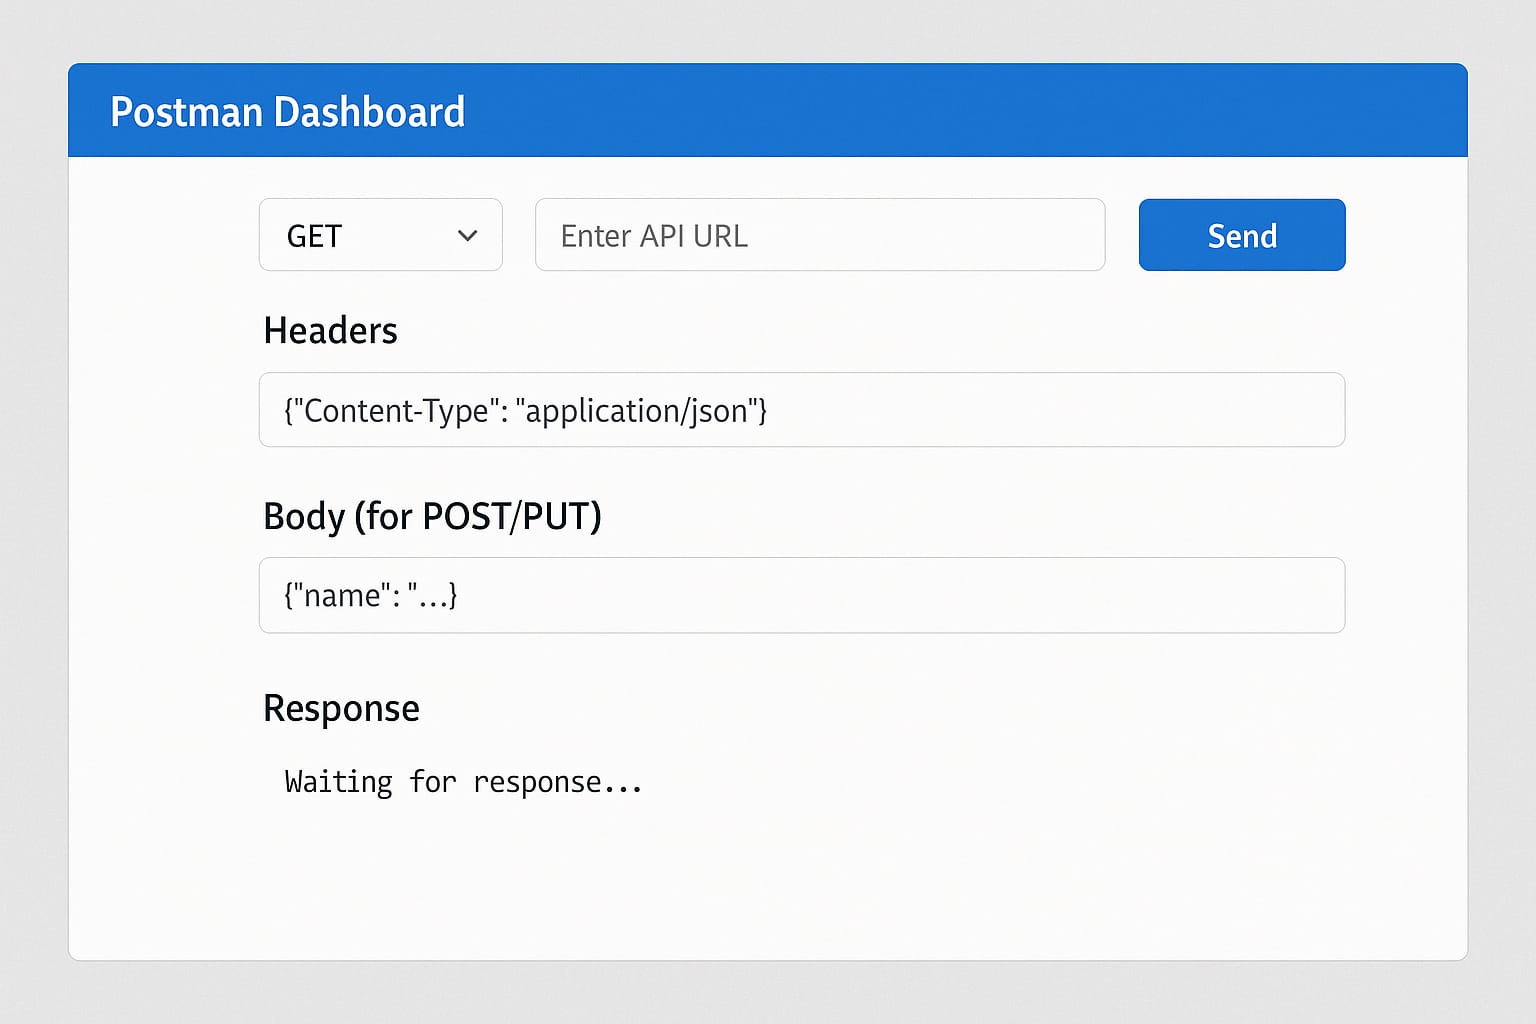 Postman Dashboard
GET
Enter API URL
Send
Headers
{"Content-Type": "application/json"}
Body (for POST/PUT)
{"name": "...}
Response
Waiting for response...